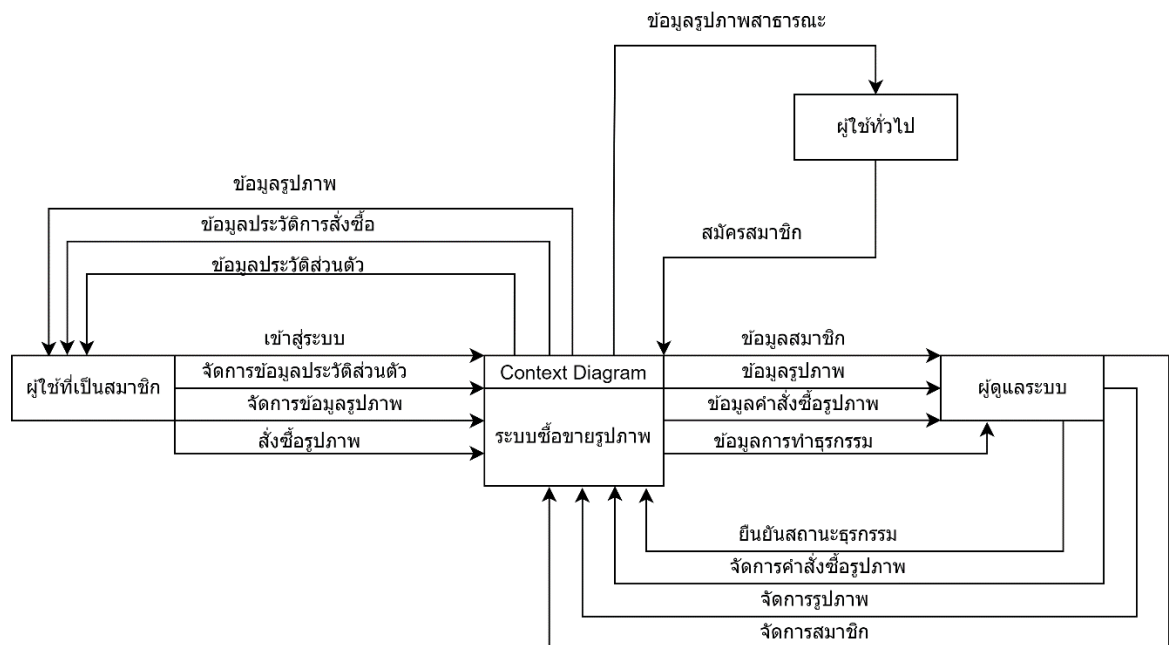 ข้อมูลรูปภาพสาธารณะ
ผู้ใช้ทั่วไป
ข้อมูลรูปภาพ
ข้อมูลประวัติการสั่งซื้อ
สมัครสมาชิก
ข้อมูลประวัติส่วนตัว
เข้าสู่ระบบ
ข้อมูลสมาชิก
ผู้ใช้ที่เป็นสมาชิก
จัดการข้อมูลประวัติส่วนตัว
Context Diagram
ข้อมูลรูปภาพ
ผู้ดูแลระบบ
จัดการข้อมูลรูปภาพ
ข้อมูลคำสั่งซื้อรูปภาพ
สั่งซื้อรูปภาพ
ระบบซื้อขายรูปภาพ
ข้อมูลการทำธุรกรรม
ยืนยันสถานะธุรกรรม
จัดการคำสั่งซื้อรูปภาพ
จัดการรูปภาพ
จัดการสมาชิก